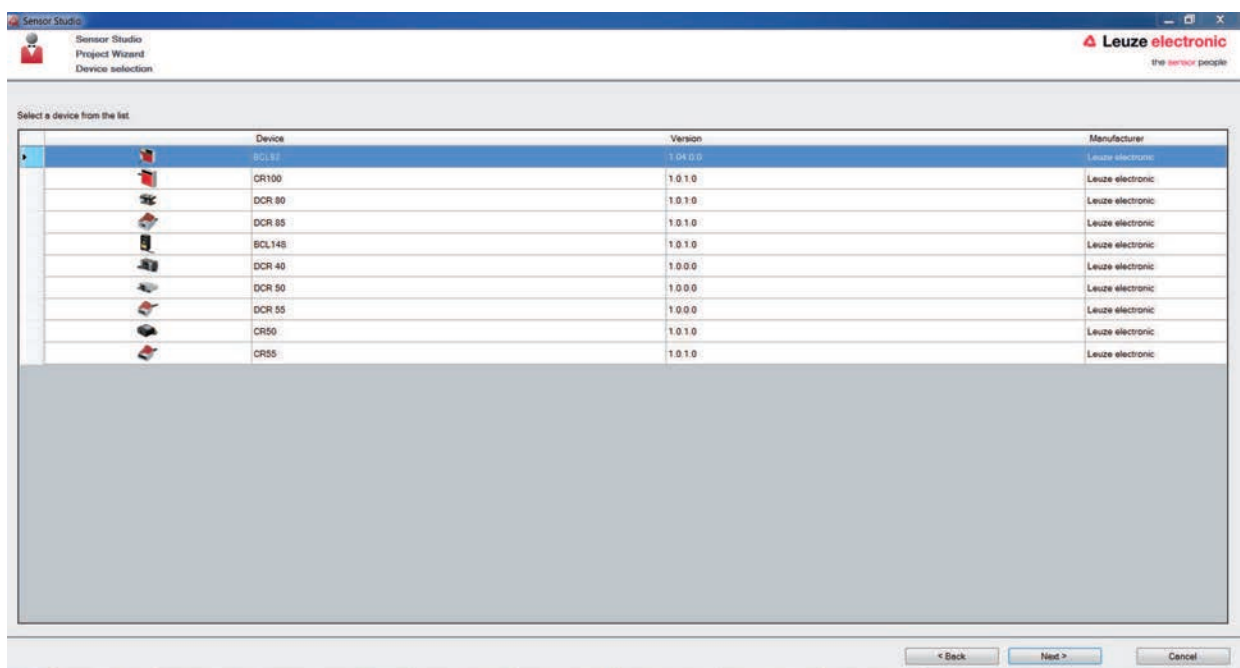 Sensor Studio
Sensor Studio
Project Wizard
Device selection
Leuze electronic
the sensor people
Select a device from the list
Device Version Manufacturer
1.04.0.0 Leuze electronic
CR100 1.0.1.0 Leuze electronic
DCR 80 1.0.1.0 Leuze electronic
DCR 85 1.0.1.0 Leuze electronic
BCL148 1.0.1.0 Leuze electronic
DCR 40 1.0.0.0 Leuze electronic
DCR 50 1.0.0.0 Leuze electronic
DCR 55 1.0.0.0 Leuze electronic
CR50 1.0.1.0 Leuze electronic
CR55 1.0.1.0 Leuze electronic
< Back Next > Cancel